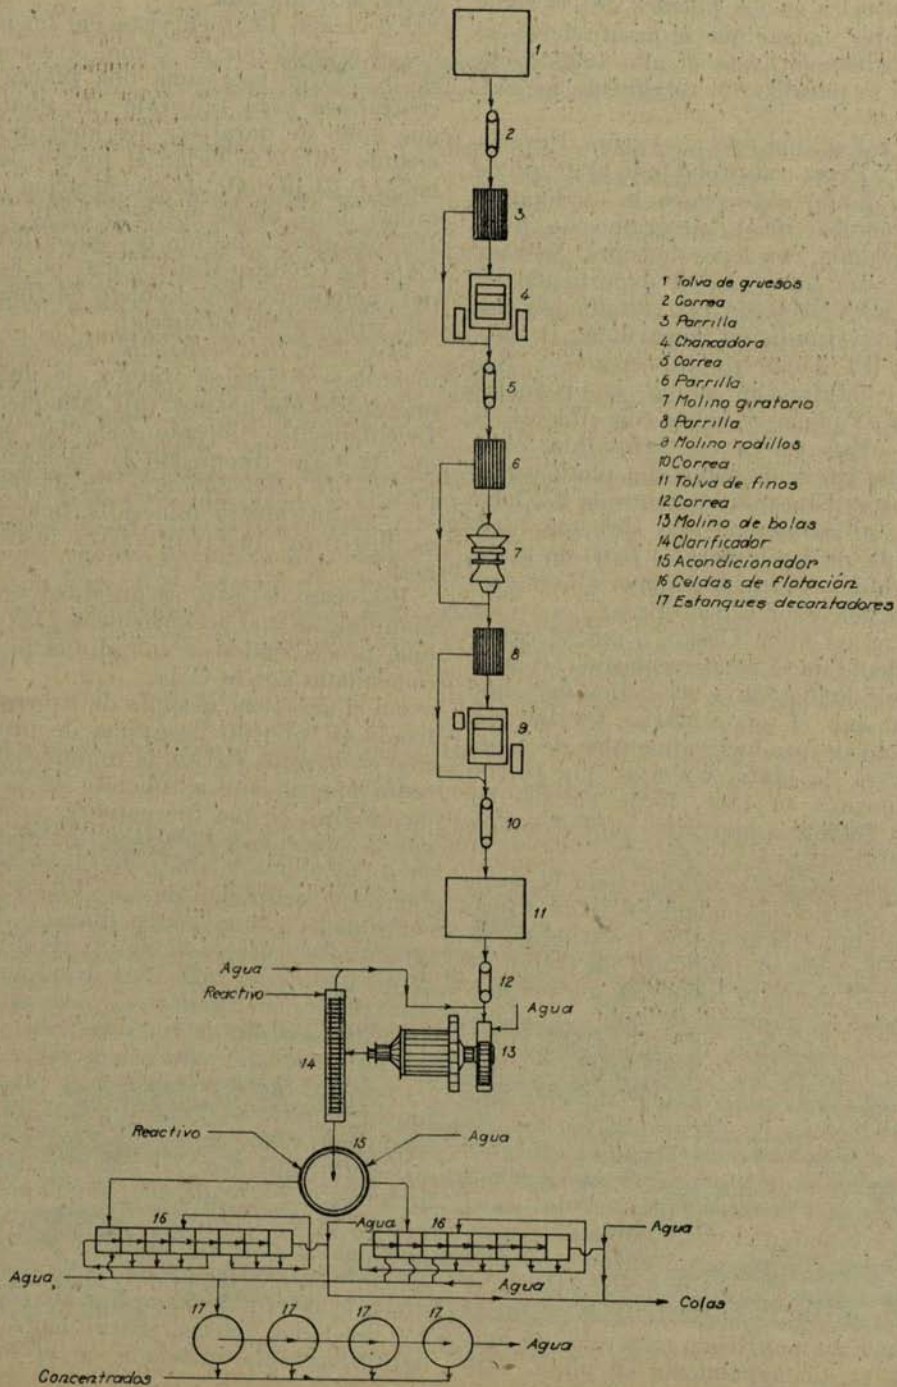 1
2
3
4
5
6
7
8
9
10
11
12
13
14
1 Tolva de gruesos
2 Correa
3 Parrilla
4 Chancadora
5 Correa
6 Parrilla
7 Molino giratorio
8 Parrilla
9 Molino rodillos
10 Correa
11 Tolva de finos
12 Correa
13 Molino de bolas
14 Clarificador
15 Acondicionador
16 Celdas de flotación
17 Estanques decantadores
Agua
Reactivo
Agua
Reactivo
15
Agua
16
Agua
16
Agua
Agua
Agua
Colas
17
17
17
17
Agua
Concentrados